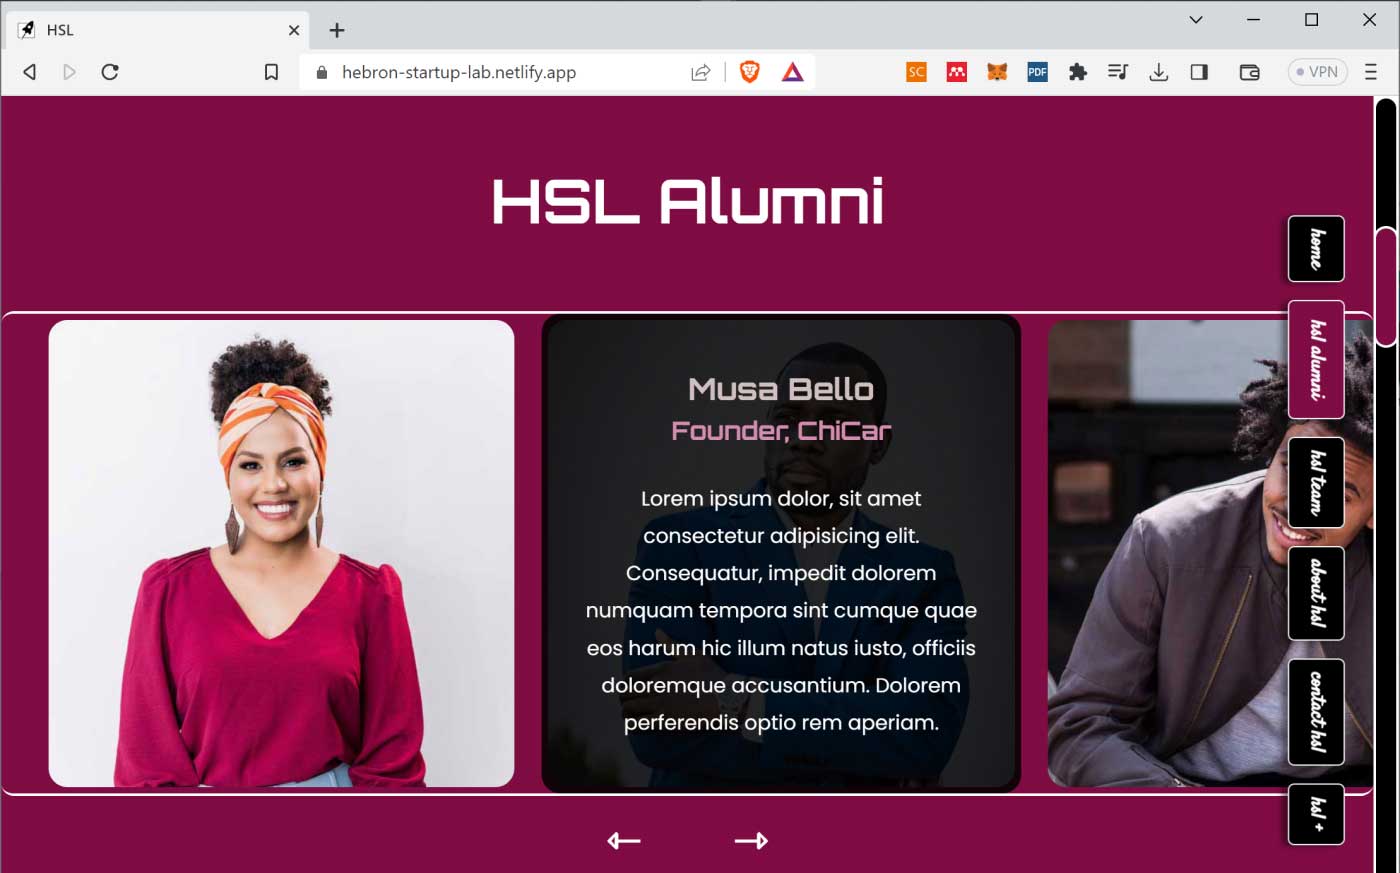 HSL
hebron-startup-lab.netlify.app
SC
PDF
VPN
HSL Alumni
home
hsl alumni
hsl team
about hsl
contact hsl
hsl +
Musa Bello
Founder, ChiCar
Lorem ipsum dolor, sit amet
consectetur adipisicing elit.
Consequatur, impedit dolorem
numquam tempora sint cumque quae
eos harum hic illum natus iusto, officiis
doloremque accusantium. Dolorem
perferendis optio rem aperiam.